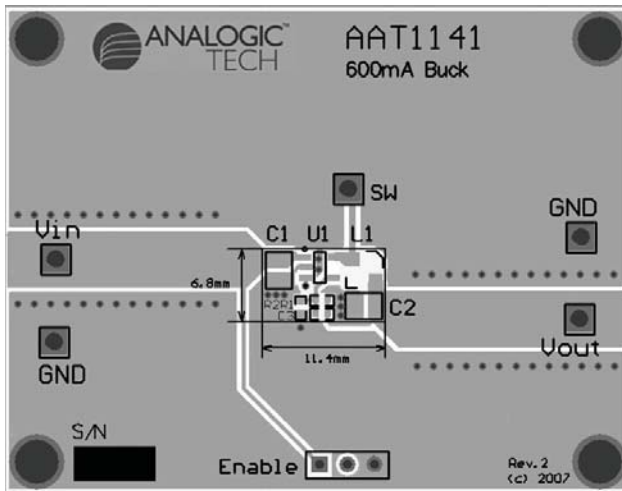 ANALOGIC™
TECH
AAT1141
600mA Buck
SW
GND
Vin
C1 U1 L1
6.8mm
R2R1
C3
C2
11.4mm
GND
Vout
S/N
Enable
Rev.2
(c) 2007